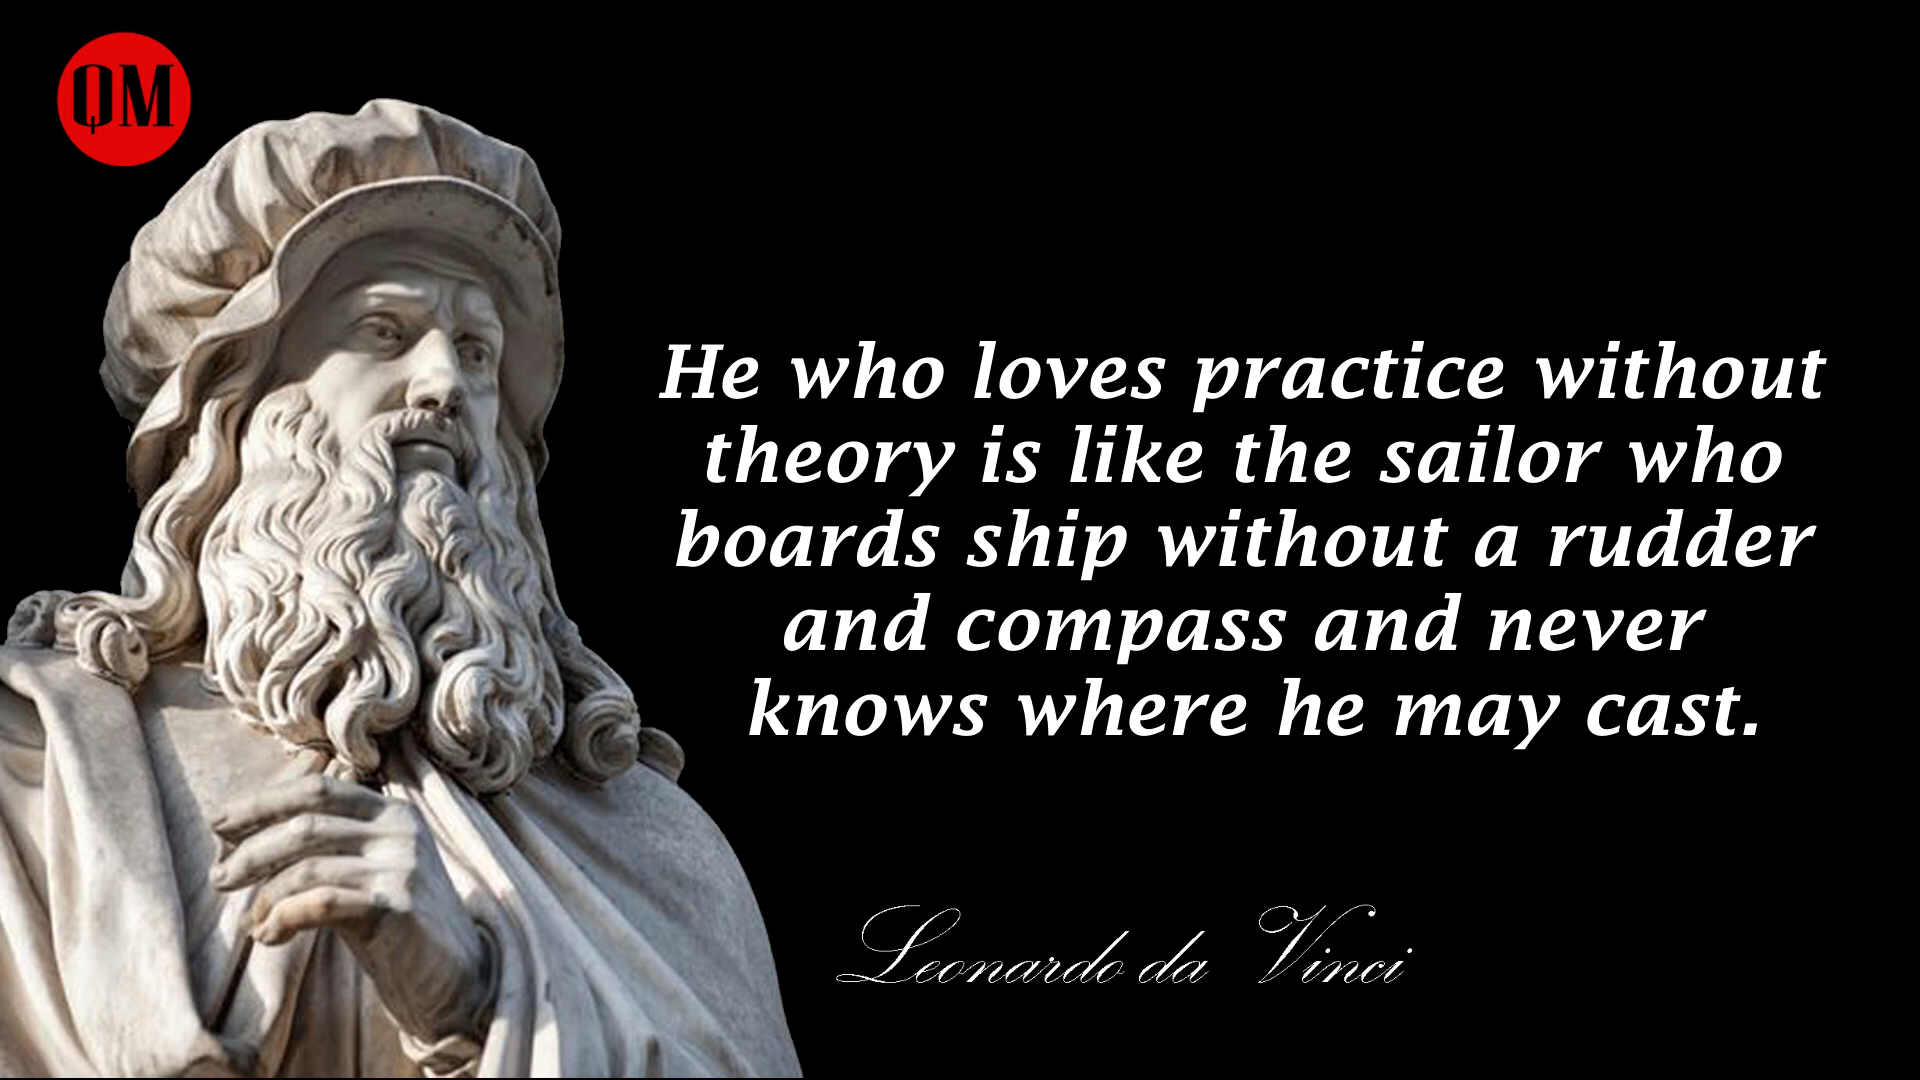 QM
He who loves practice without
theory is like the sailor who
boards ship without a rudder
and compass and never
knows where he may cast.
Leonardo da Vinci